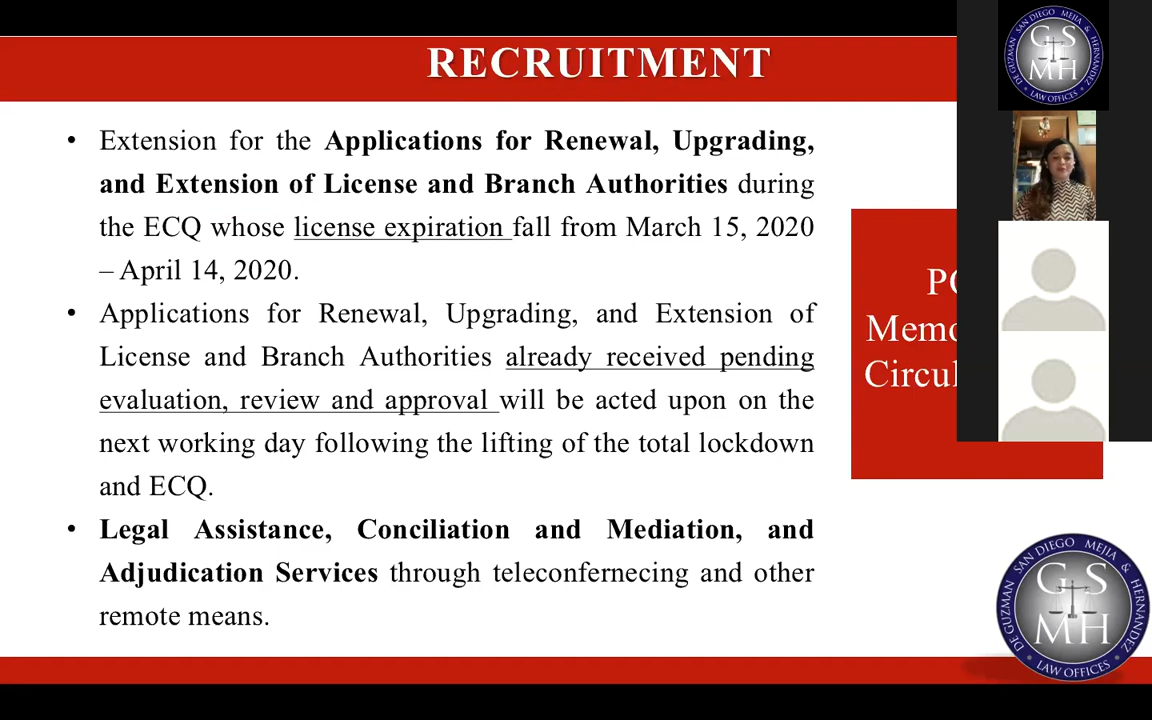 RECRUITMENT
• Extension for the Applications for Renewal, Upgrading,
and Extension of License and Branch Authorities during
the ECQ whose license expiration fall from March 15, 2020
– April 14, 2020.
• Applications for Renewal, Upgrading, and Extension of
License and Branch Authorities already received pending
evaluation, review and approval will be acted upon on the
next working day following the lifting of the total lockdown
and ECQ.
• Legal Assistance, Conciliation and Mediation, and
Adjudication Services through teleconfernecing and other
remote means.
DE GUZMAN SAN DIEGO MEJIA & HERNANDEZ
GS
MH
LAW OFFICES
DE GUZMAN SAN DIEGO MEJIA & HERNANDEZ
GS
MH
LAW OFFICES